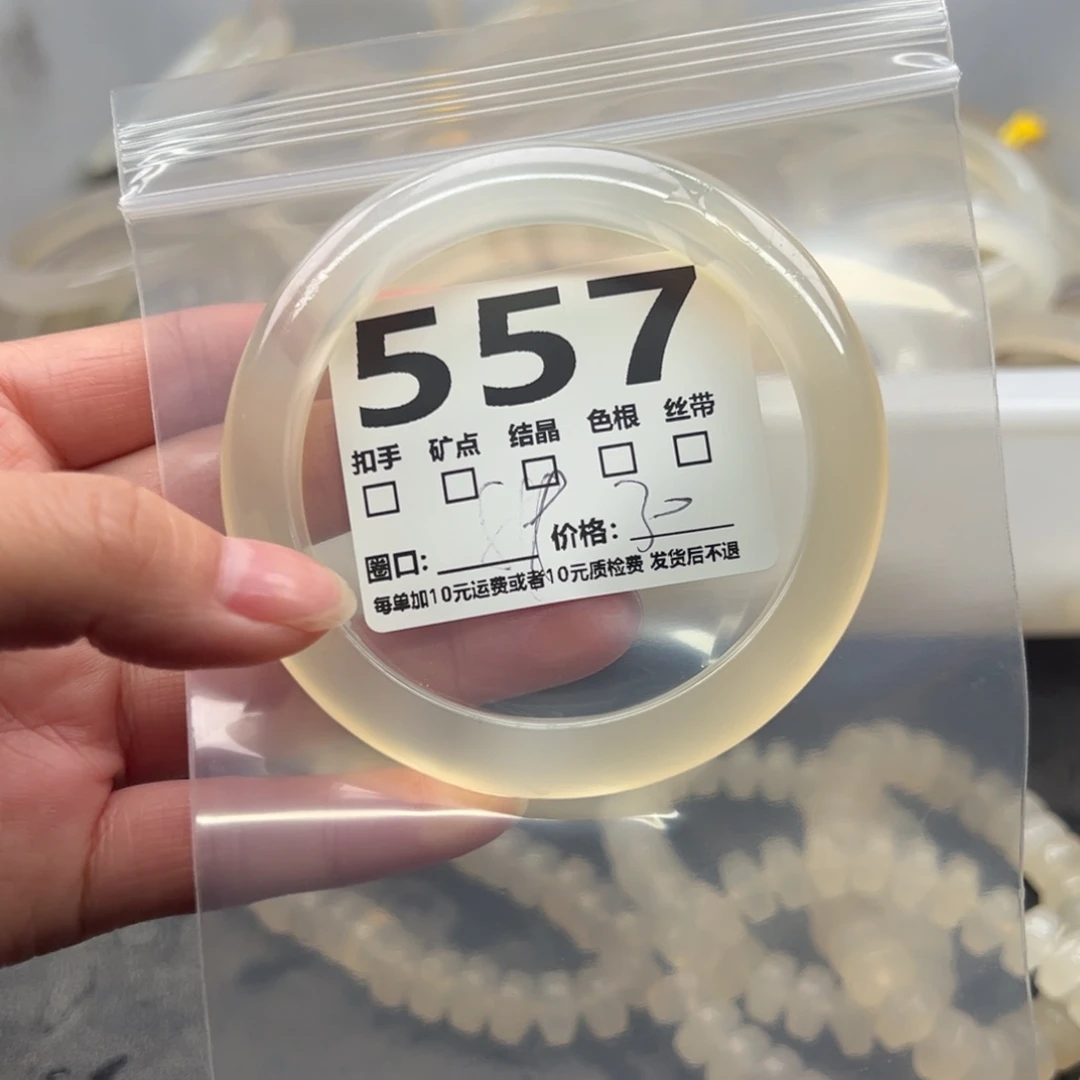 557
扣手 矿点 结晶 色根 丝带
圈口: 价格:
每单加10元运费或者10元质检费 发货后不退